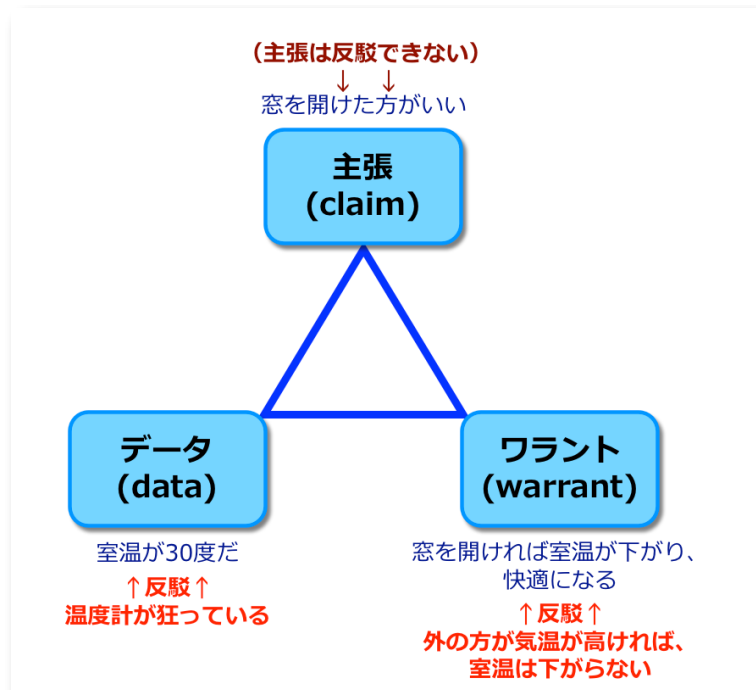 （主張は反駁できない）
↓ ↓
窓を開けた方がいい
主張
(claim)
データ
(data)
室温が30度だ
↑反駁↑
温度計が狂っている
ワラント
(warrant)
窓を開ければ室温が下がり、
快適になる
↑反駁↑
外の方が気温が高ければ、
室温は下がらない